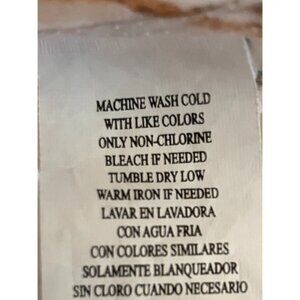 MACHINE WASH COLD
WITH LIKE COLORS
ONLY NON-CHLORINE
BLEACH IF NEEDED
TUMBLE DRY LOW
WARM IRON IF NEEDED
LAVAR EN LAVADORA
CON AGUA FRIA
CON COLORES SIMILARES
SOLAMENTE BLANQUEADOR
SIN CLORO CUANDO NECESARIO